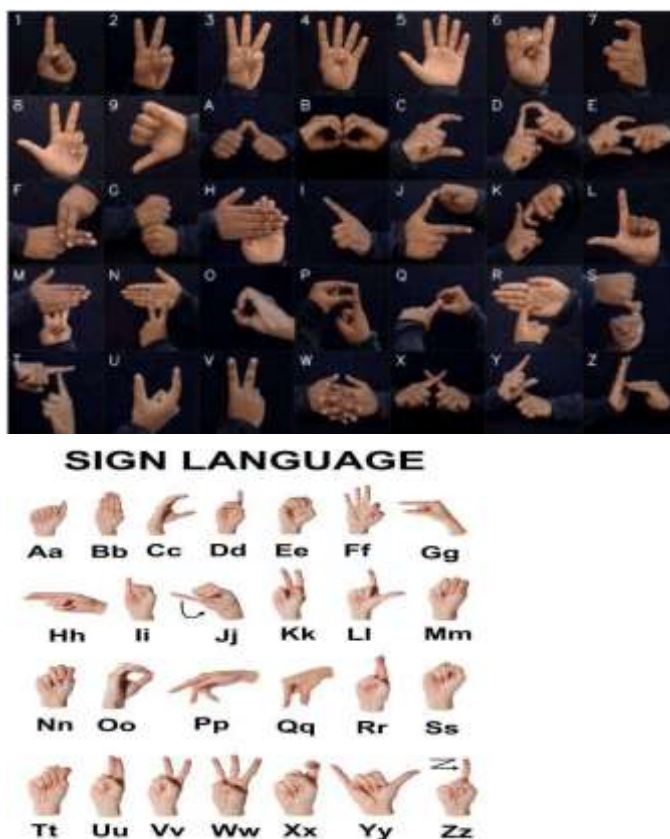 1 2 3 4 5 6 7
8 9 A B C D E
F G H I J K L
M N O P Q R S
T U V W X Y Z
SIGN LANGUAGE
Aa Bb Cc Dd Ee Ff Gg
Hh Ii Jj Kk Ll Mm
Nn Oo Pp Qq Rr Ss
Tt Uu Vv Ww Xx Yy Zz